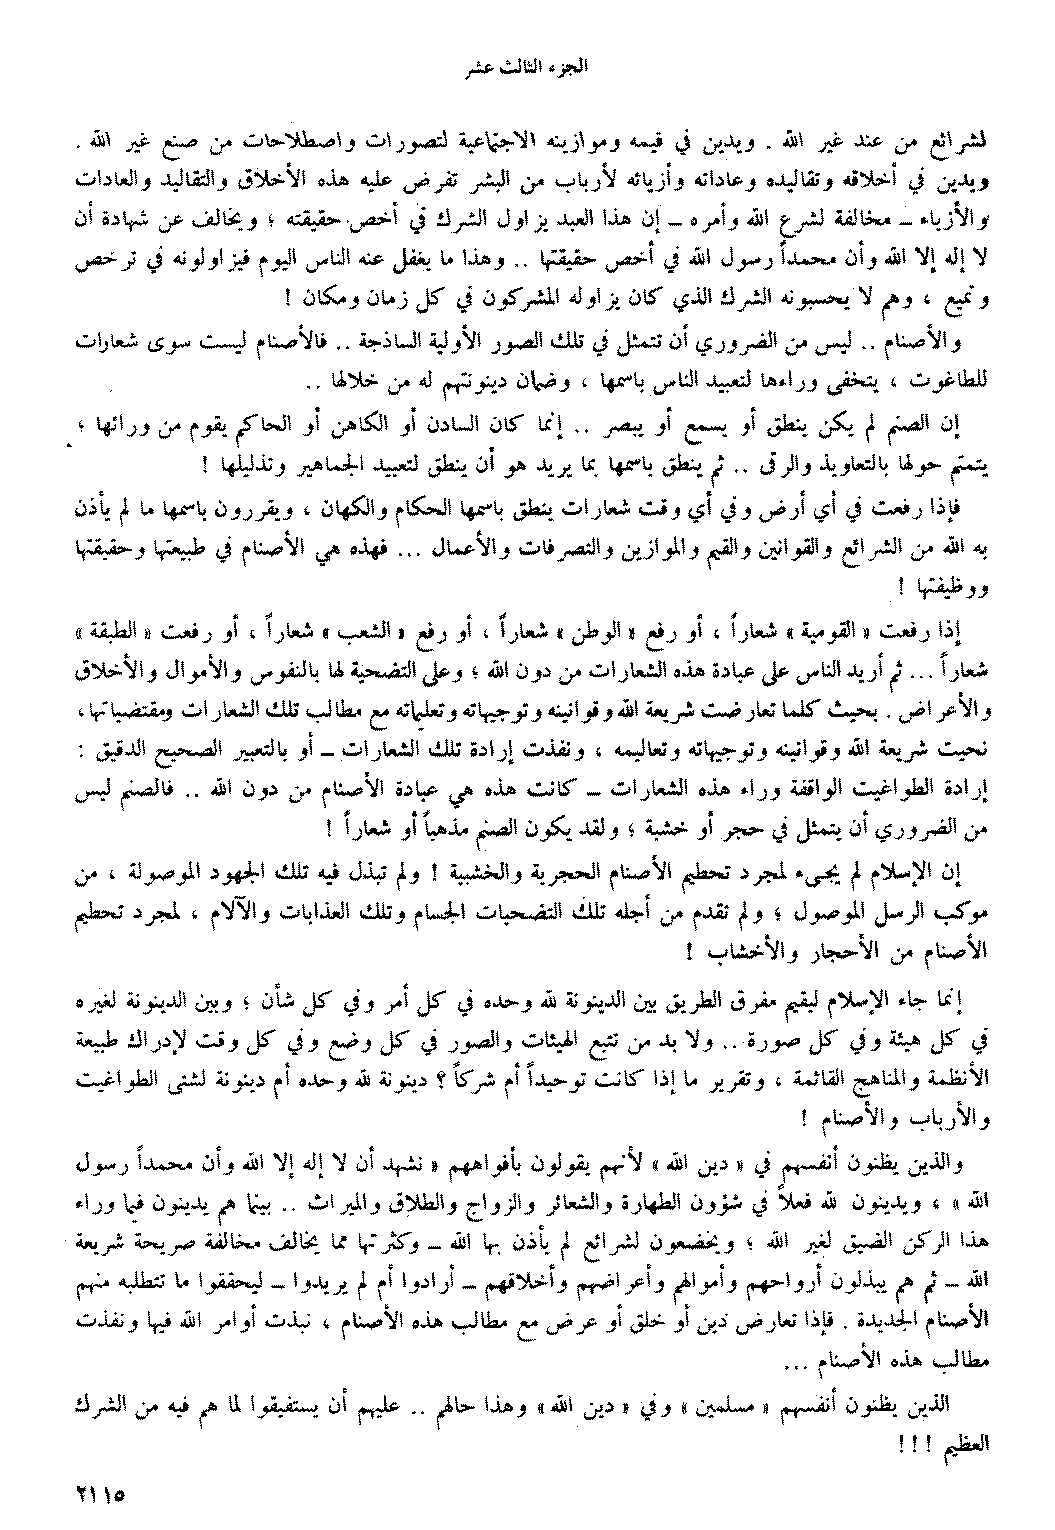 الجزء الثالث عشر
لشرائع من عند غير الله . ويدين في قيمه وموازينه الاجتماعية لتصورات واصطلاحات من صنع غير الله .
ويدين في أخلاقه وتقاليده وعاداته وأزيائه لأرباب من البشر تفرض عليه هذه الأخلاق والتقاليد والعادات
والأزياء – مخالفة لشرع الله وأمره – إن هذا العبد يزاول الشرك في أخص حقيقته ؛ ويخالف عن شهادة أن
لا إله إلا الله وأن محمداً رسول الله في أخص حقيقتها .. وهذا ما يغفل عنه الناس اليوم فيزاولونه في ترخص
وتميع ، وهم لا يحسبونه الشرك الذي كان يزاوله المشركون في كل زمان ومكان !
والأصنام .. ليس من الضروري أن تتمثل في تلك الصور الأولية الساذجة .. فالأصنام ليست سوى شعارات
للطاغوت ، يتخفى وراءها لتعبيد الناس باسمها ، وضمان دينونتهم له من خلالها ..
إن الصنم لم يكن ينطق أو يسمع أو يبصر .. إنما كان السادن أو الكاهن أو الحاكم يقوم من ورائها ؛
يتمتم حولها بالتعاويذ والرقى .. ثم ينطق باسمها بما يريد هو أن ينطق لتعبيد الجماهير وتذليلها !
فإذا رفعت في أي أرض وفي أي وقت شعارات ينطق باسمها الحكام والكهان ، ويقررون باسمها ما لم يأذن
به الله من الشرائع والقوانين والقيم والموازين والتصرفات والأعمال ... فهذه هي الأصنام في طبيعتها وحقيقتها
ووظيفتها !
إذا رفعت « القومية » شعاراً ، أو رفع « الوطن » شعاراً ، أو رفع « الشعب » شعاراً ، أو رفعت « الطبقة »
شعاراً ... ثم أريد الناس على عبادة هذه الشعارات من دون الله ؛ وعلى التضحية لها بالنفوس والأموال والأخلاق
والأعراض . بحيث كلما تعارضت شريعة الله وقوانينه وتوجيهاته وتعليماته مع مطالب تلك الشعارات ومقتضياتها ،
نحيت شريعة الله وقوانينه وتوجيهاته وتعاليمه ، ونفذت إرادة تلك الشعارات – أو بالتعبير الصحيح الدقيق :
إرادة الطواغيت الواقفة وراء هذه الشعارات – كانت هذه هي عبادة الأصنام من دون الله .. فالصنم ليس
من الضروري أن يتمثل في حجر أو خشبة ؛ ولقد يكون الصنم مذهباً أو شعاراً !
إن الإسلام لم يجىء لمجرد تحطيم الأصنام الحجرية والخشبية ! ولم تبذل فيه تلك الجهود الموصولة ، من
موكب الرسل الموصول ؛ ولم تقدم من أجله تلك التضحيات الجسام وتلك العذابات والآلام ، لمجرد تحطيم
الأصنام من الأحجار والأخشاب !
إنما جاء الإسلام ليقيم مفرق الطريق بين الدينونة لله وحده في كل أمر وفي كل شأن ؛ وبين الدينونة لغيره
في كل هيئة وفي كل صورة .. ولا بد من تتبع الهيئات والصور في كل وضع وفي كل وقت لإدراك طبيعة
الأنظمة والمناهج القائمة ، وتقرير ما إذا كانت توحيداً أم شركاً ؟ دينونة لله وحده أم دينونة لشتى الطواغيت
والأرباب والأصنام !
والذين يظنون أنفسهم في « دين الله » لأنهم يقولون بأفواههم « نشهد أن لا إله إلا الله وأن محمداً رسول
الله » ، ويدينون لله فعلاً في شؤون الطهارة والشعائر والزواج والطلاق والميراث .. بينما هم يدينون فيما وراء
هذا الركن الضيق لغير الله ؛ ويخضعون لشرائع لم يأذن بها الله – وكثرتها مما يخالف مخالفة صريحة شريعة
الله – ثم هم يبذلون أرواحهم وأموالهم وأعراضهم وأخلاقهم – أرادوا أم لم يريدوا – ليحققوا ما تتطلبه منهم
الأصنام الجديدة . فإذا تعارض دين أو خلق أو عرض مع مطالب هذه الأصنام ، نبذت أوامر الله فيها ونفذت
مطالب هذه الأصنام ...
الذين يظنون أنفسهم « مسلمين » وفي « دين الله » وهذا حالهم .. عليهم أن يستفيقوا لما هم فيه من الشرك
العظيم ! ! !
٢١١٥